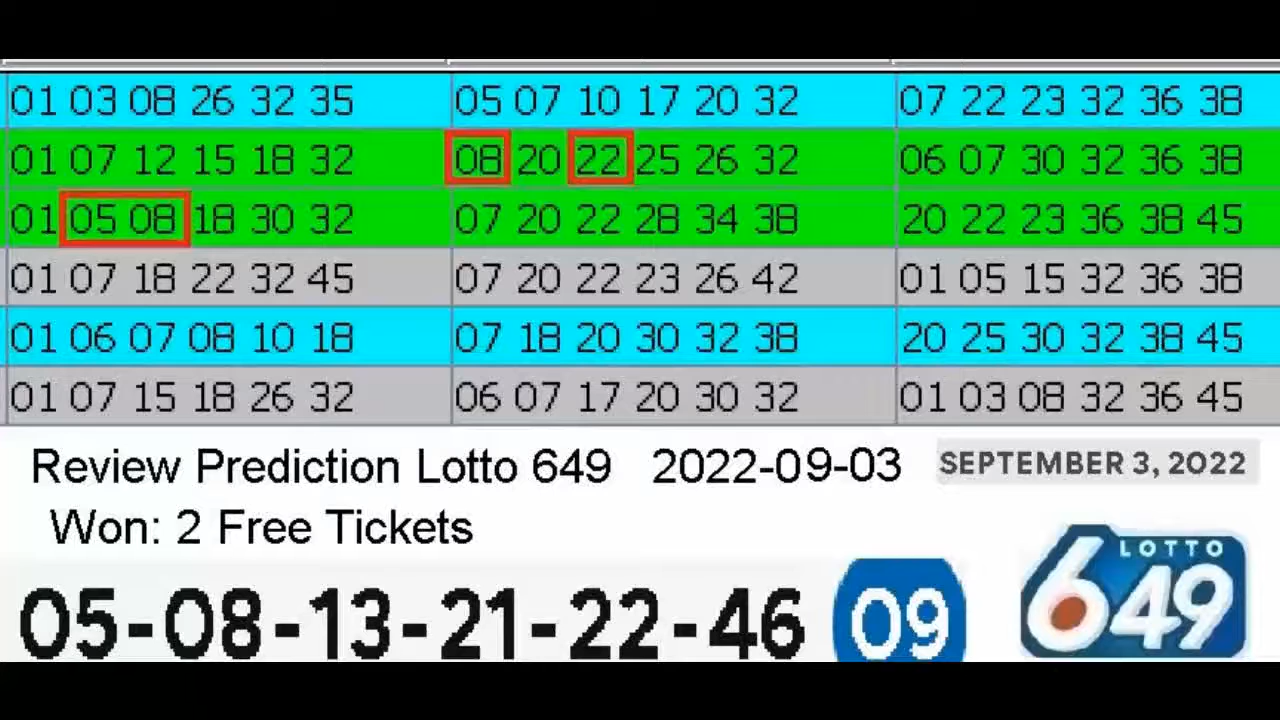 01 03 08 26 32 35 05 07 10 17 20 32 07 22 23 32 36 38
01 07 12 15 18 32 08 20 22 25 26 32 06 07 30 32 36 38
01 05 08 18 30 32 07 20 22 28 34 38 20 22 23 36 38 45
01 07 18 22 32 45 07 20 22 23 26 42 01 05 15 32 36 38
01 06 07 08 10 18 07 18 20 30 32 38 20 25 30 32 38 45
01 07 15 18 26 32 06 07 17 20 30 32 01 03 08 32 36 45
Review Prediction Lotto 649 2022-09-03 SEPTEMBER 3, 2022
Won: 2 Free Tickets
LOTTO
649
05-08-13-21-22-46 09